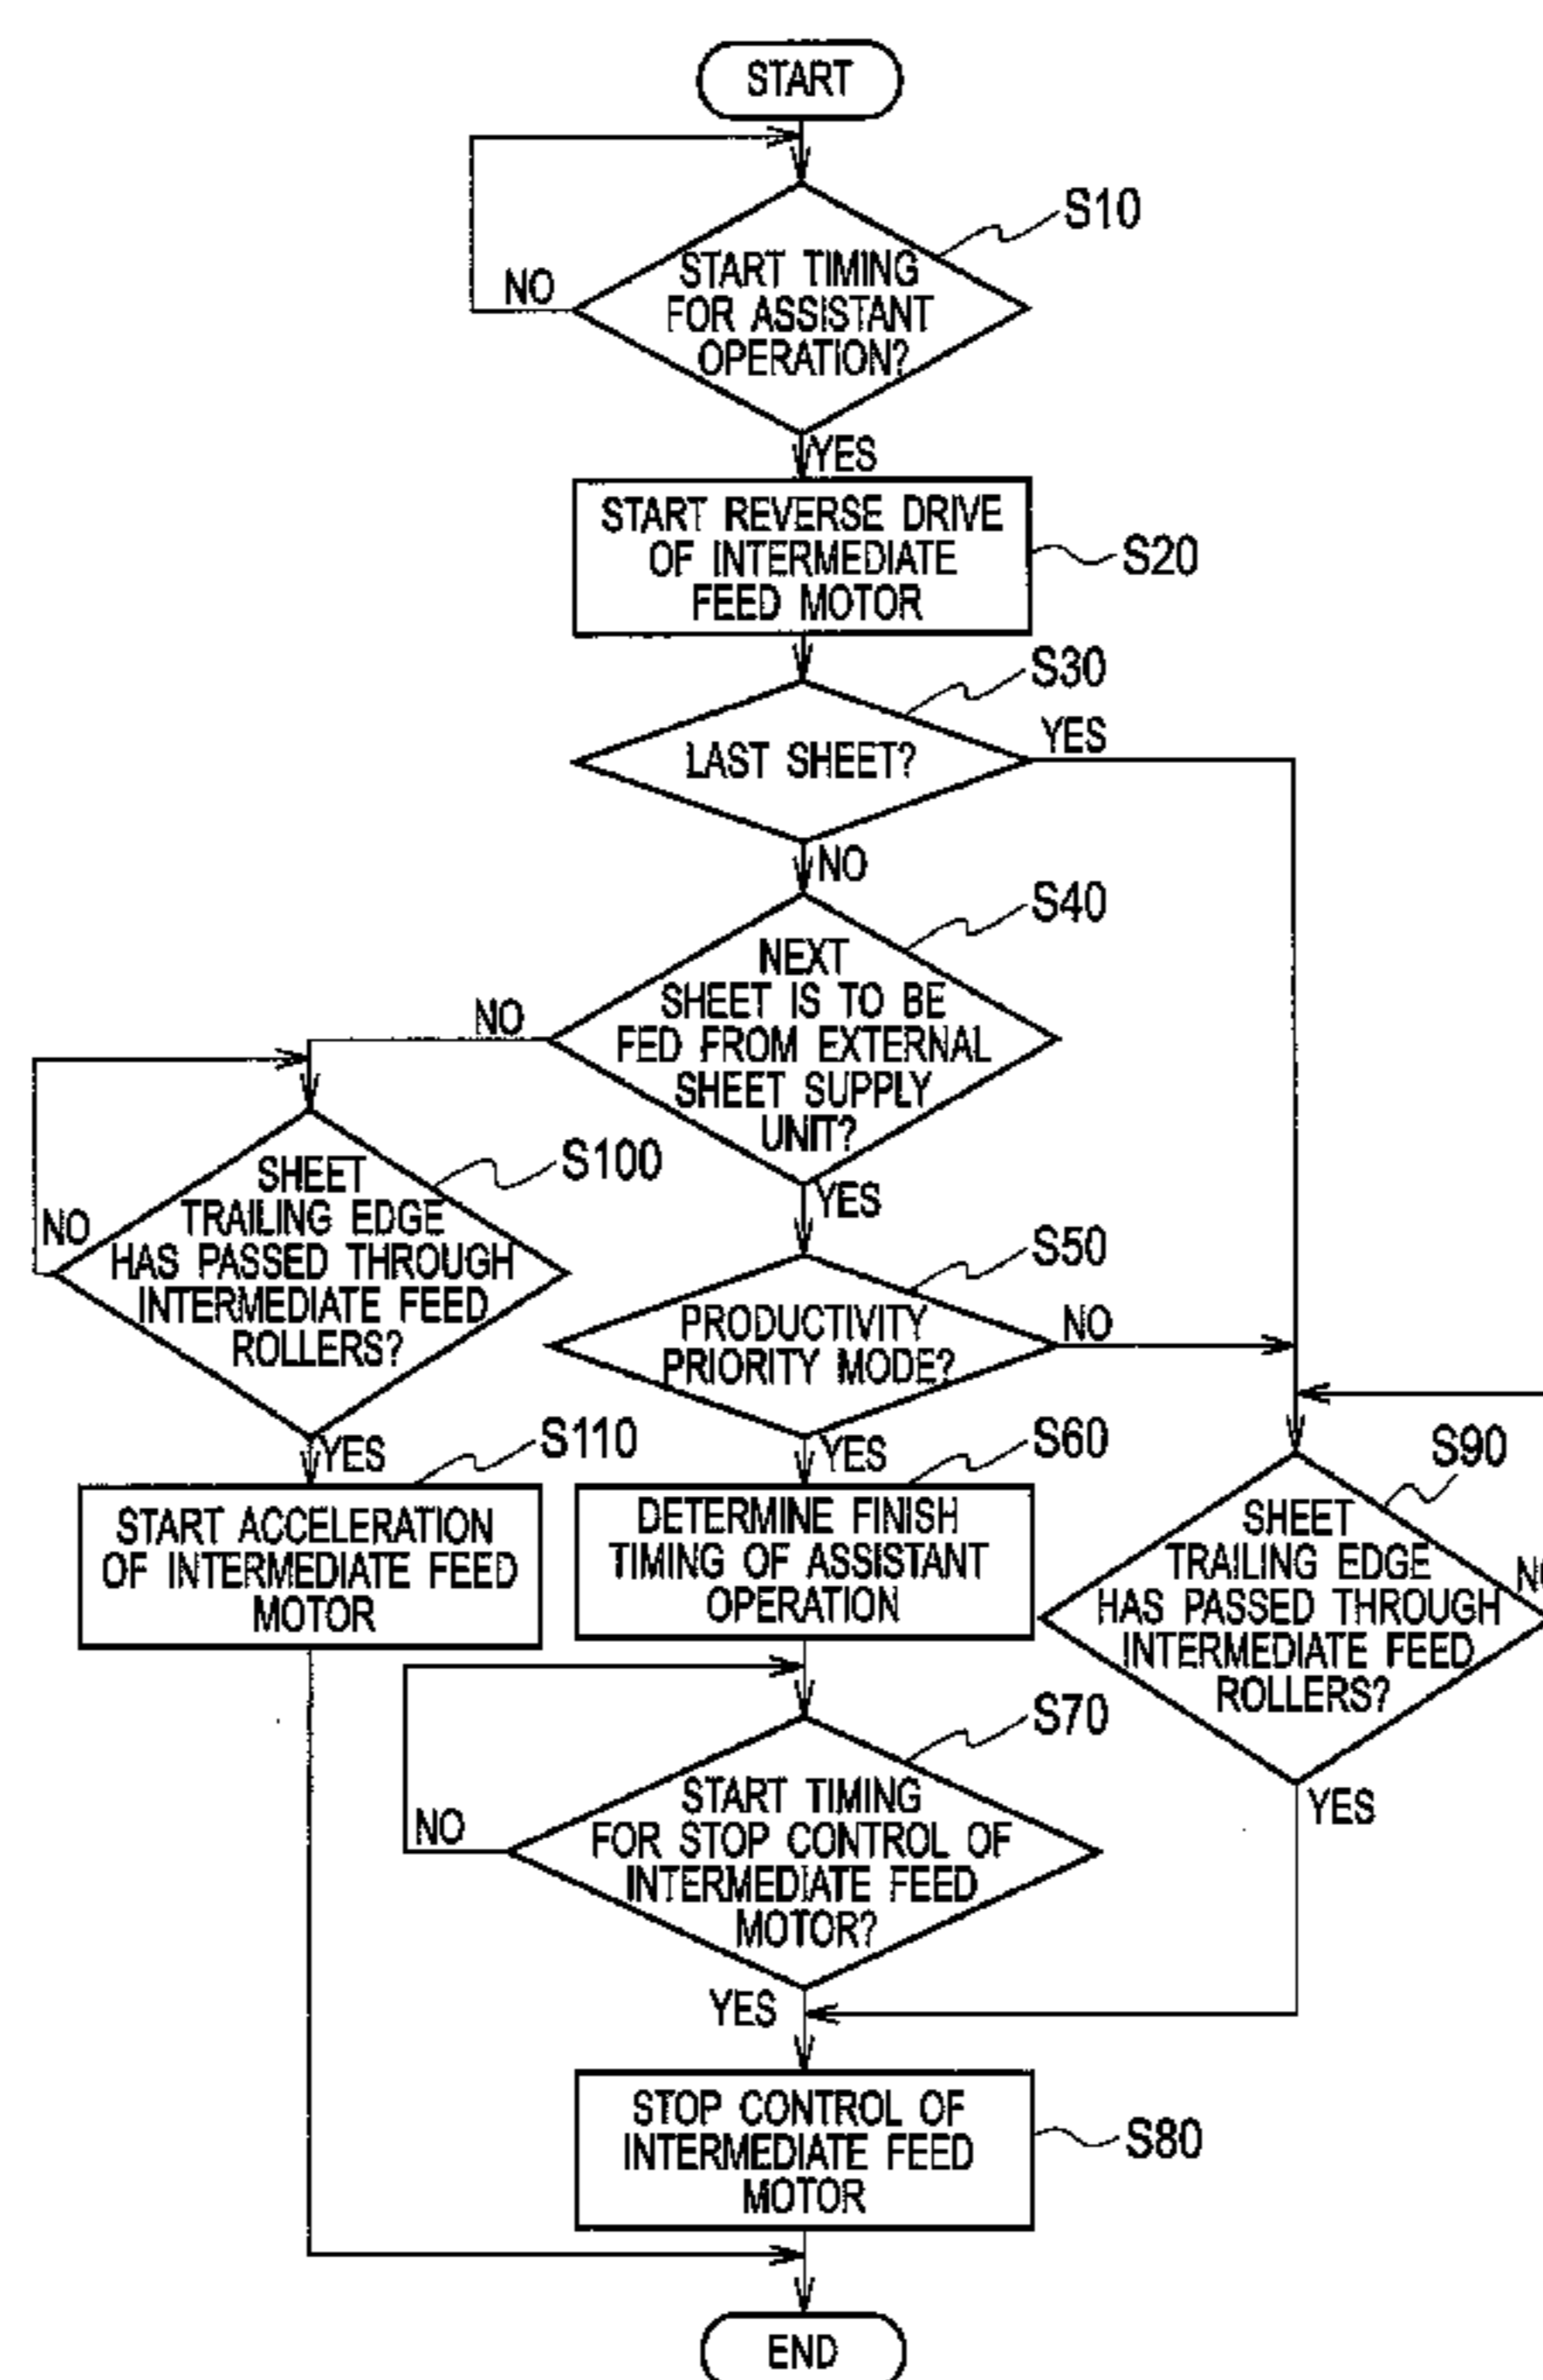 START
S10
START TIMING
FOR ASSISTANT
OPERATION?
NO
YES
START REVERSE DRIVE
OF INTERMEDIATE
FEED MOTOR
S20
S30
LAST SHEET?
YES
NO
S40
NEXT
SHEET IS TO BE
FED FROM EXTERNAL
SHEET SUPPLY
UNIT?
NO
YES
S100
SHEET
TRAILING EDGE
HAS PASSED THROUGH
INTERMEDIATE FEED
ROLLERS?
NO
YES
S50
PRODUCTIVITY
PRIORITY MODE?
NO
YES
S110
START ACCELERATION
OF INTERMEDIATE FEED
MOTOR
S60
DETERMINE FINISH
TIMING OF ASSISTANT
OPERATION
S90
SHEET
TRAILING EDGE
HAS PASSED THROUGH
INTERMEDIATE FEED
ROLLERS?
YES
S70
START TIMING
FOR STOP CONTROL OF
INTERMEDIATE FEED
MOTOR?
NO
YES
STOP CONTROL OF
INTERMEDIATE FEED
MOTOR
S80
END